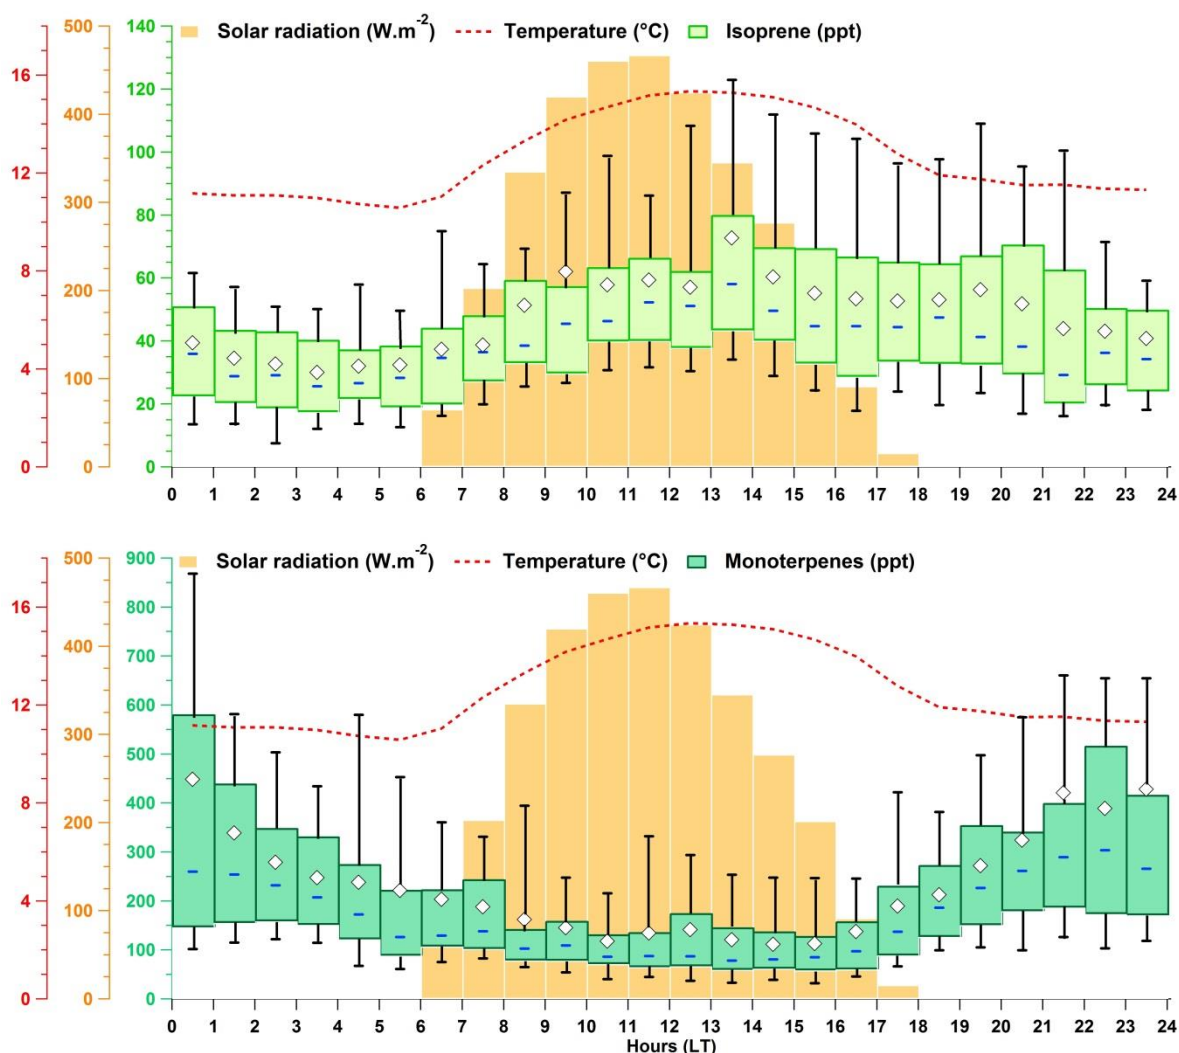 Solar radiation (W.m-2) Temperature (°C) Isoprene (ppt)
500 140
16 400 120
100
12 300 80
8 200 60
40
4 100 20
0 0 0
0 1 2 3 4 5 6 7 8 9 10 11 12 13 14 15 16 17 18 19 20 21 22 23 24
Solar radiation (W.m-2) Temperature (°C) Monoterpenes (ppt)
500 900
16 800
400 700
12 600
300 500
8 400
200 300
4 200
100 100
0 0 0
0 1 2 3 4 5 6 7 8 9 10 11 12 13 14 15 16 17 18 19 20 21 22 23 24
Hours (LT)